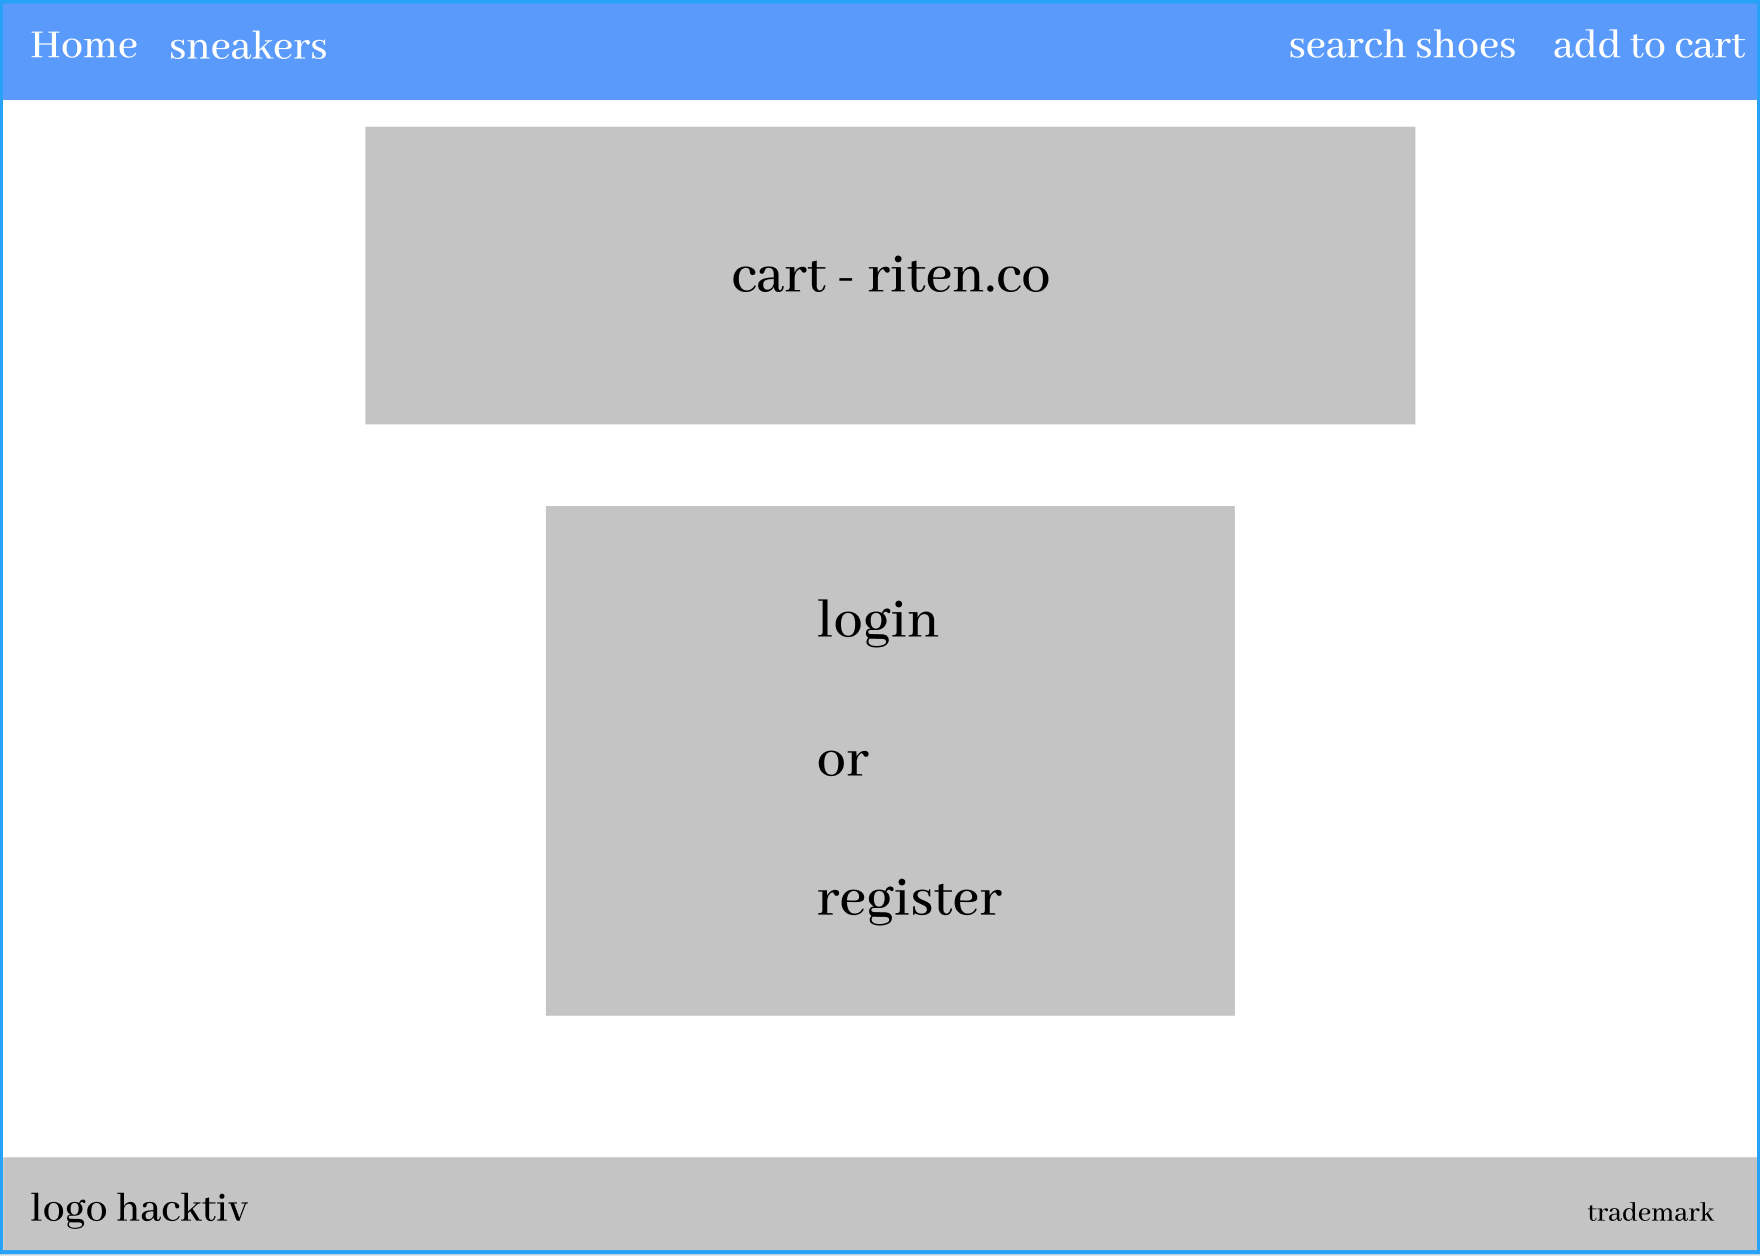 Home sneakers search shoes add to cart
cart - riten.co
login
or
register
logo hacktiv trademark